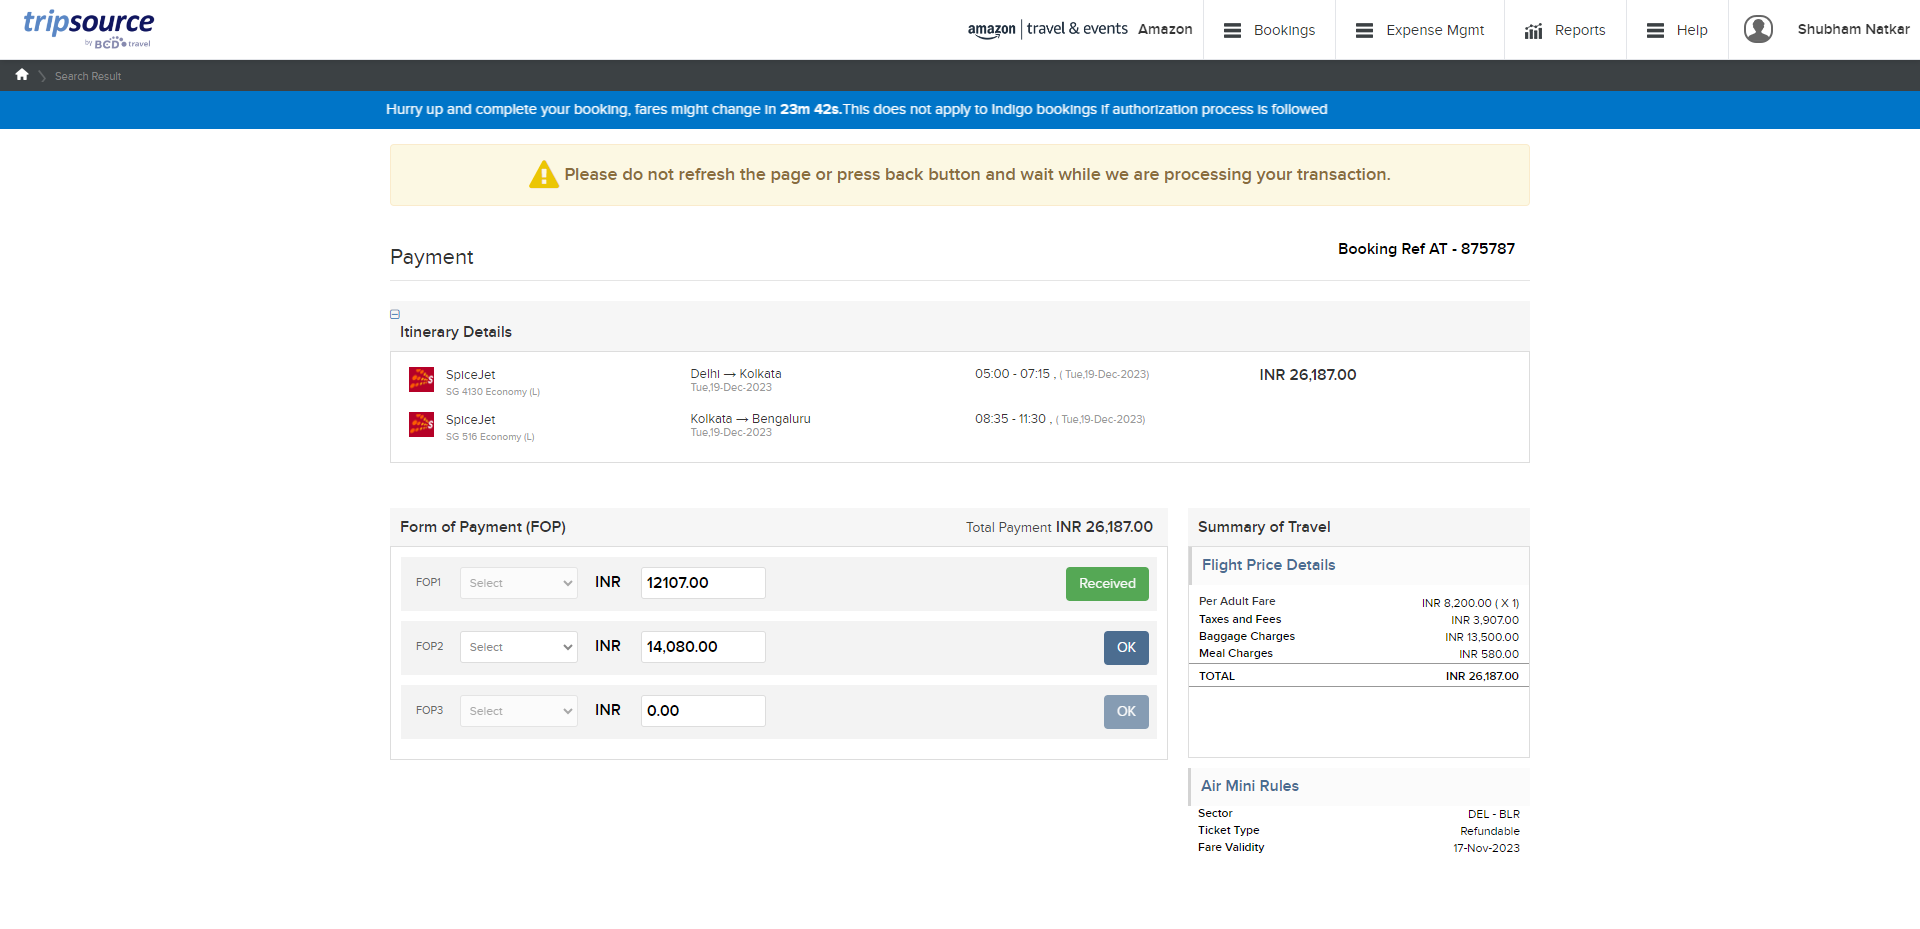 tripsource
by BCD travel
amazon | travel & events Amazon
Bookings
Expense Mgmt
Reports
Help
Shubham Natkar
Search Result
Hurry up and complete your booking, fares might change in 23m 42s.This does not apply to Indigo bookings if authorization process is followed
Please do not refresh the page or press back button and wait while we are processing your transaction.
Payment
Booking Ref AT - 875787
Itinerary Details
SpiceJet
SG 4130 Economy (L)
Delhi → Kolkata
Tue,19-Dec-2023
05:00 - 07:15 , ( Tue,19-Dec-2023)
INR 26,187.00
SpiceJet
SG 516 Economy (L)
Kolkata → Bengaluru
Tue,19-Dec-2023
08:35 - 11:30 , ( Tue,19-Dec-2023)
Form of Payment (FOP)
Total Payment INR 26,187.00
FOP1 Select INR 12107.00 Received
FOP2 Select INR 14,080.00 OK
FOP3 Select INR 0.00 OK
Summary of Travel
Flight Price Details
Per Adult Fare INR 8,200.00 ( X 1)
Taxes and Fees INR 3,907.00
Baggage Charges INR 13,500.00
Meal Charges INR 580.00
TOTAL INR 26,187.00
Air Mini Rules
Sector DEL - BLR
Ticket Type Refundable
Fare Validity 17-Nov-2023